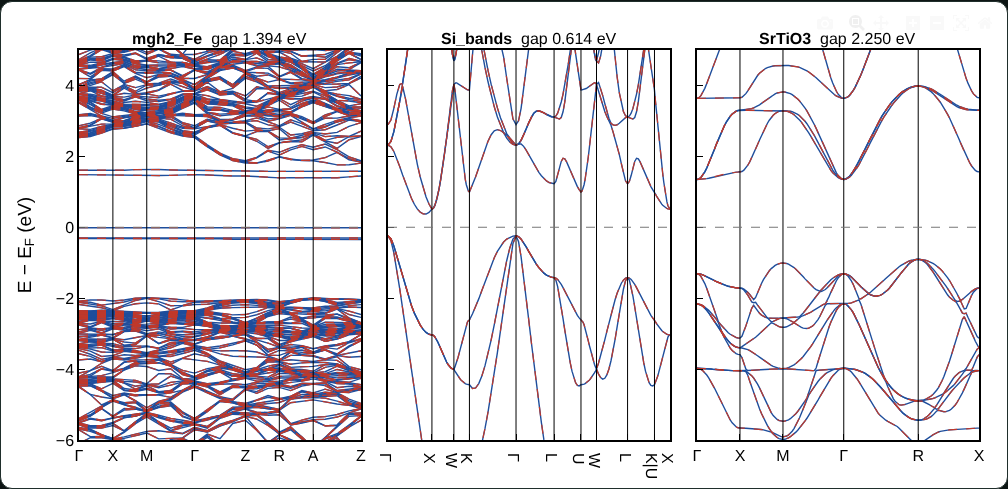 mgh2_Fe gap 1.394 eV
Si_bands gap 0.614 eV
SrTiO3 gap 2.250 eV
E − E_F (eV)
4
2
0
−2
−4
−6
Γ X M Γ Z R A Z
Γ X W K Γ L U W L K|U X
Γ X M Γ R X